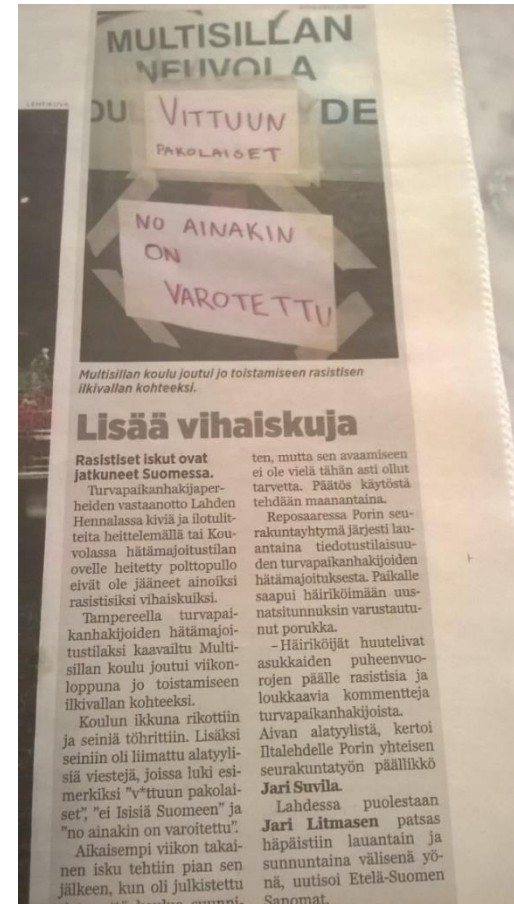 MULTISILLAN
NEUVOLA
OU DE
VITTUUN
PAKOLAISET
NO AINAKIN
ON
VAROTETTU
Multisillan koulu joutui jo toistamiseen rasistisen
ilkivallan kohteeksi.
Lisää vihaiskuja
Rasistiset iskut ovat
jatkuneet Suomessa.
Turvapaikanhakijaper-
heiden vastaanotto Lahden
Hennalassa kiviä ja ilotulit-
teita heittelemällä tai Kou-
volassa hätämajoitustilan
ovelle heitetty polttopullo
eivät ole jääneet ainoiksi
rasistisiksi vihaiskuiksi.
Tampereella turvapai-
kanhakijoiden hätämajoi-
tustilaksi kaavailtu Multi-
sillan koulu joutui viikon-
loppuna jo toistamiseen
ilkivallan kohteeksi.
Koulun ikkuna rikottiin
ja seiniä töhrittiin. Lisäksi
seiniin oli liimattu alatyyli-
siä viestejä, joissa luki esi-
merkiksi "v*ttuun pakolai-
set", "ei Isisiä Suomeen" ja
"no ainakin on varoitettu".
Aikaisempi viikon takai-
nen isku tehtiin pian sen
jälkeen, kun oli julkistettu
ten, mutta sen avaamiseen
ei ole vielä tähän asti ollut
tarvetta. Päätös käytöstä
tehdään maanantaina.
Reposaaressa Porin seu-
rakuntayhtymä järjesti lau-
antaina tiedotustilaisuu-
den turvapaikanhakijoiden
hätämajoituksesta. Paikalle
saapui häiriköimään uus-
natsitunnuksin varustautu-
nut porukka.
–Häiriköijät huutelivat
asukkaiden puheenvuo-
rojen päälle rasistisia ja
loukkaavia kommentteja
turvapaikanhakijoista.
Aivan alatyylistä, kertoi
Iltalehdelle Porin yhteisen
seurakuntatyön päällikkö
Jari Suvila.
Lahdessa puolestaan
Jari Litmasen patsas
häpäistiin lauantain ja
sunnuntaina välisenä yö-
nä, uutisoi Etelä-Suomen
Sanomat.